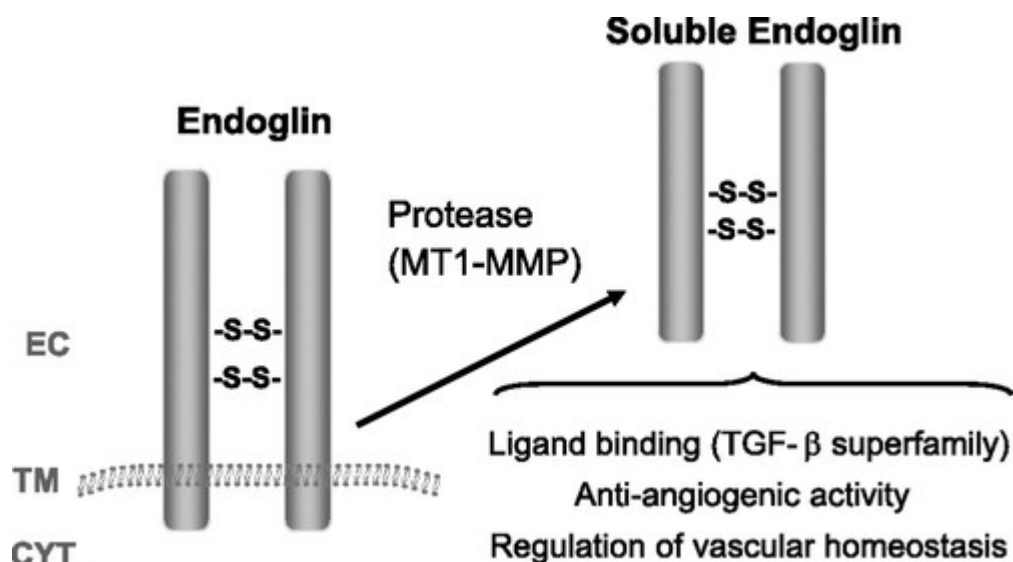 Soluble Endoglin
Endoglin
-S-S-
-S-S-
Protease
(MT1-MMP)
-S-S-
-S-S-
EC
TM
CYT
Ligand binding (TGF- β superfamily)
Anti-angiogenic activity
Regulation of vascular homeostasis